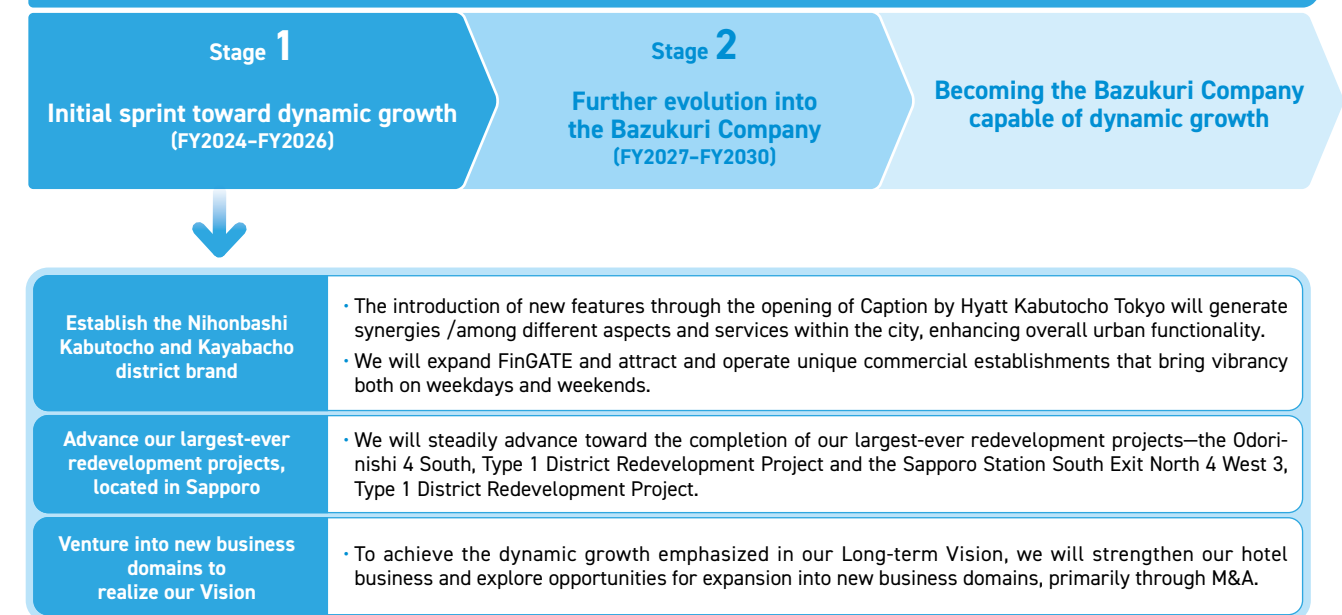 Stage 1
Initial sprint toward dynamic growth
(FY2024–FY2026)
Stage 2
Further evolution into
the Bazukuri Company
(FY2027–FY2030)
Becoming the Bazukuri Company
capable of dynamic growth
Establish the Nihonbashi
Kabutocho and Kayabacho
district brand
・The introduction of new features through the opening of Caption by Hyatt Kabutocho Tokyo will generate
synergies /among different aspects and services within the city, enhancing overall urban functionality.
・We will expand FinGATE and attract and operate unique commercial establishments that bring vibrancy
both on weekdays and weekends.
Advance our largest-ever
redevelopment projects,
located in Sapporo
・We will steadily advance toward the completion of our largest-ever redevelopment projects—the Odori-
nishi 4 South, Type 1 District Redevelopment Project and the Sapporo Station South Exit North 4 West 3,
Type 1 District Redevelopment Project.
Venture into new business
domains to
realize our Vision
・To achieve the dynamic growth emphasized in our Long-term Vision, we will strengthen our hotel
business and explore opportunities for expansion into new business domains, primarily through M&A.